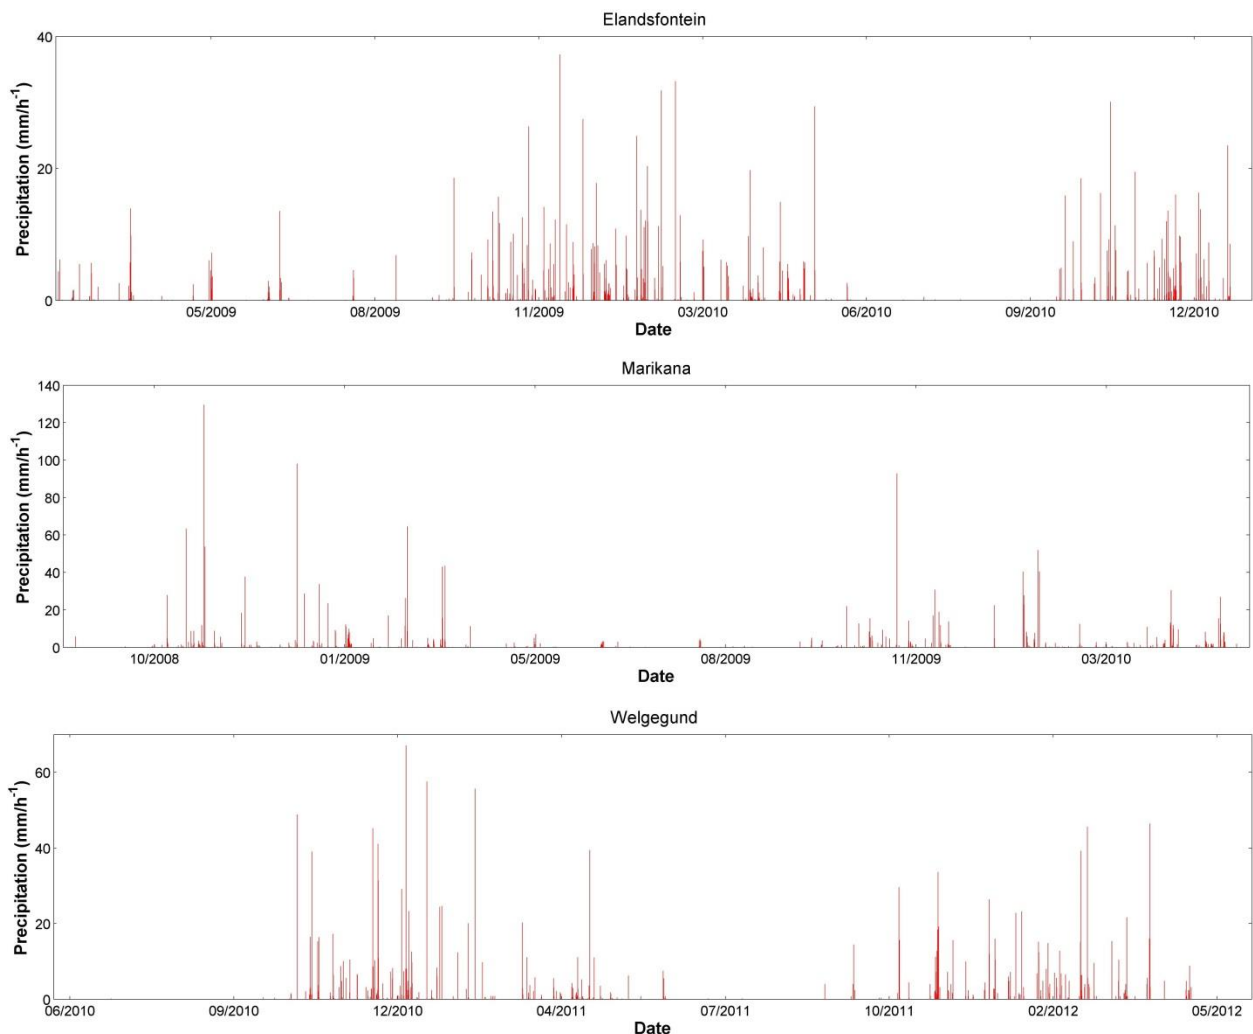 Elandsfontein
Precipitation (mm/h⁻¹)
40
20
0
05/2009 08/2009 11/2009 03/2010 06/2010 09/2010 12/2010
Date
Marikana
Precipitation (mm/h⁻¹)
140
120
100
80
60
40
20
0
10/2008 01/2009 05/2009 08/2009 11/2009 03/2010
Date
Welgegund
Precipitation (mm/h⁻¹)
60
40
20
0
06/2010 09/2010 12/2010 04/2011 07/2011 10/2011 02/2012 05/2012
Date